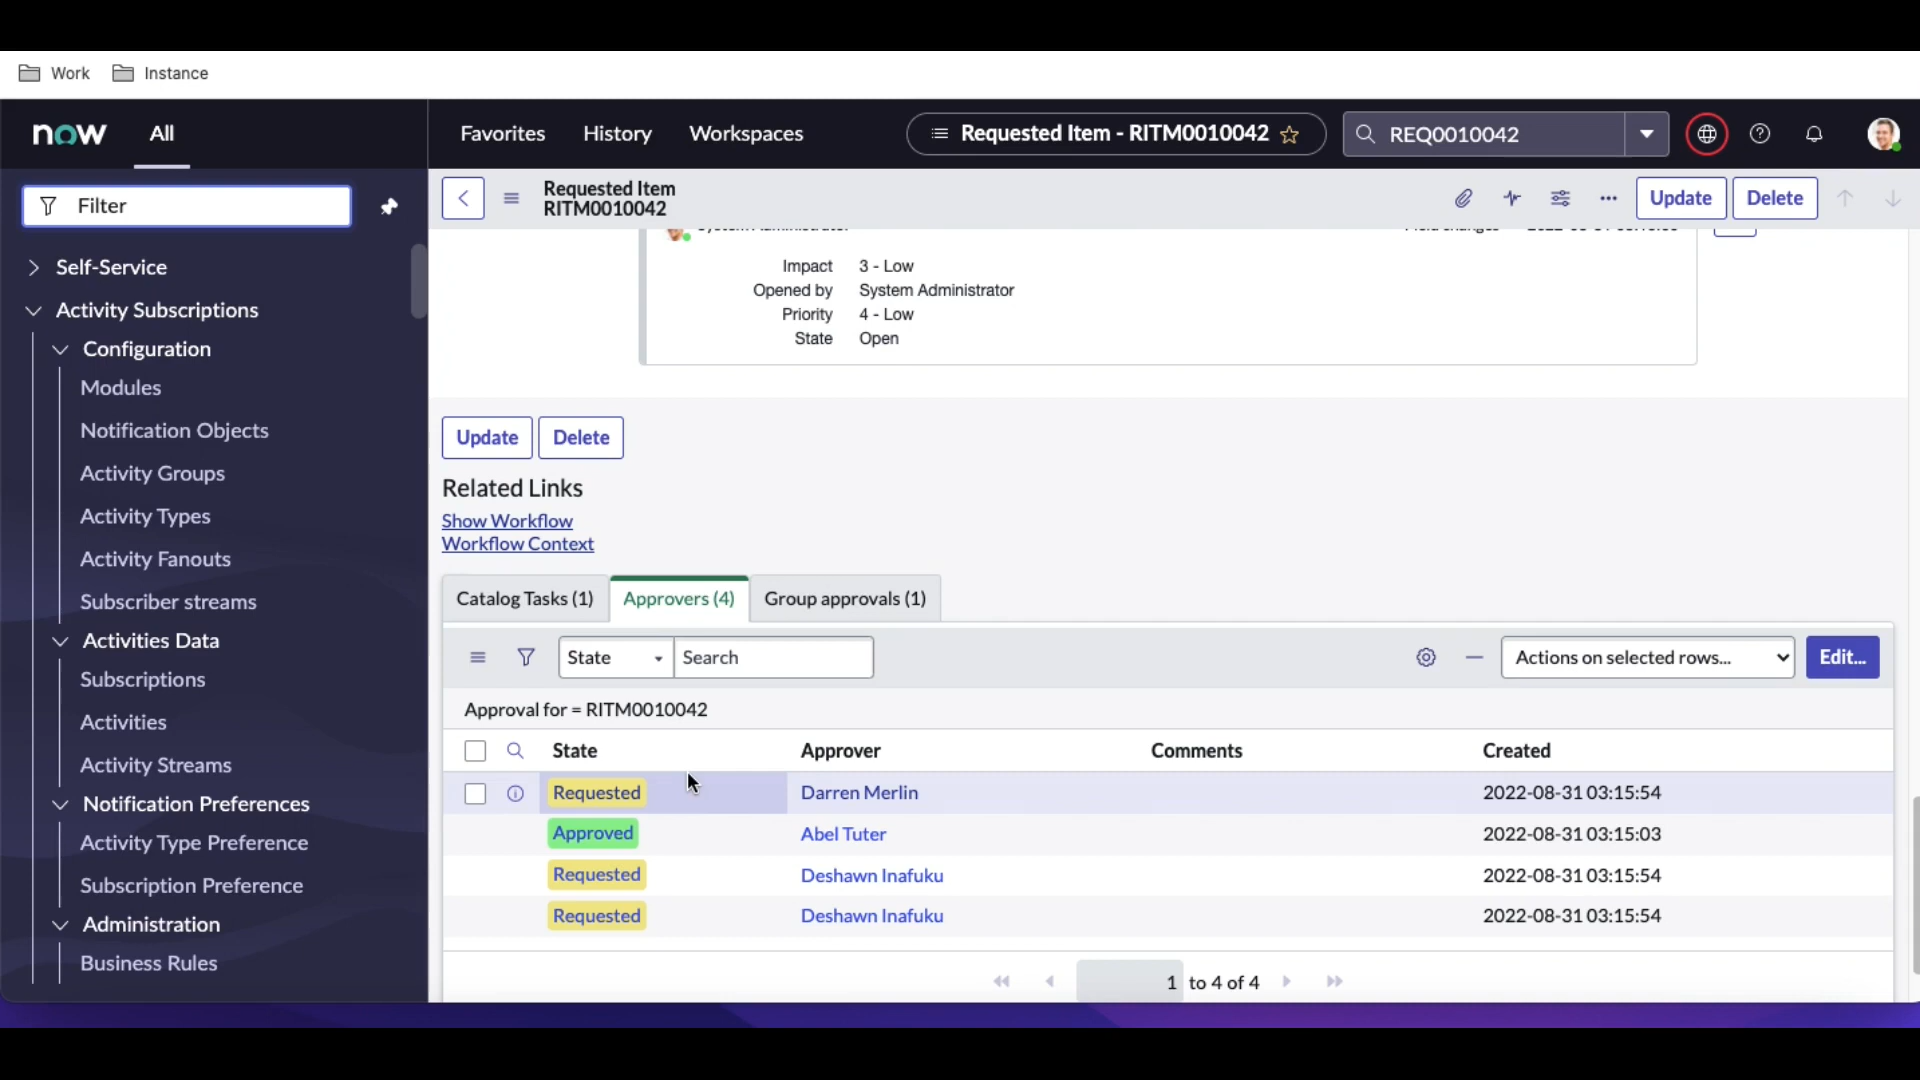 Work Instance
now All Favorites History Workspaces Requested Item - RITM0010042 REQ0010042
Filter
Requested Item
RITM0010042
Update Delete
Self-Service
Activity Subscriptions
Configuration
Modules
Notification Objects
Activity Groups
Activity Types
Activity Fanouts
Subscriber streams
Activities Data
Subscriptions
Activities
Activity Streams
Notification Preferences
Activity Type Preference
Subscription Preference
Administration
Business Rules
Impact 3 - Low
Opened by System Administrator
Priority 4 - Low
State Open
Update Delete
Related Links
Show Workflow
Workflow Context
Catalog Tasks (1) Approvers (4) Group approvals (1)
State Search Actions on selected rows... Edit...
Approval for = RITM0010042
State Approver Comments Created
Requested Darren Merlin 2022-08-31 03:15:54
Approved Abel Tuter 2022-08-31 03:15:03
Requested Deshawn Inafuku 2022-08-31 03:15:54
Requested Deshawn Inafuku 2022-08-31 03:15:54
1 to 4 of 4